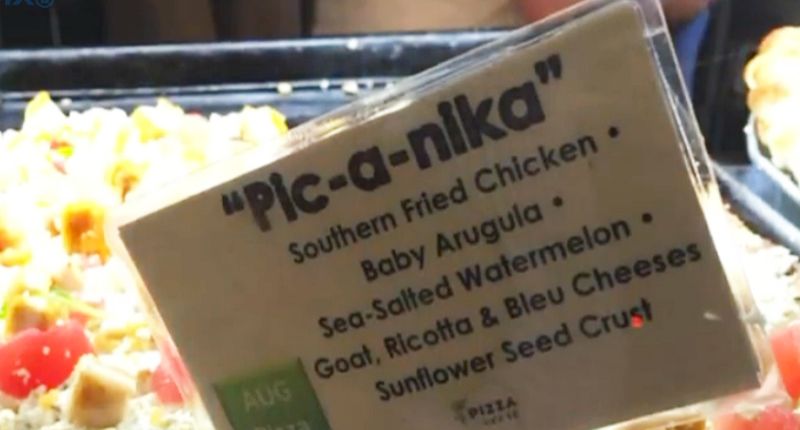 "Pic-a-nika"
Southern Fried Chicken •
Baby Arugula •
Sea-Salted Watermelon •
Goat, Ricotta & Bleu Cheeses
Sunflower Seed Crust
AUG
PIZZA